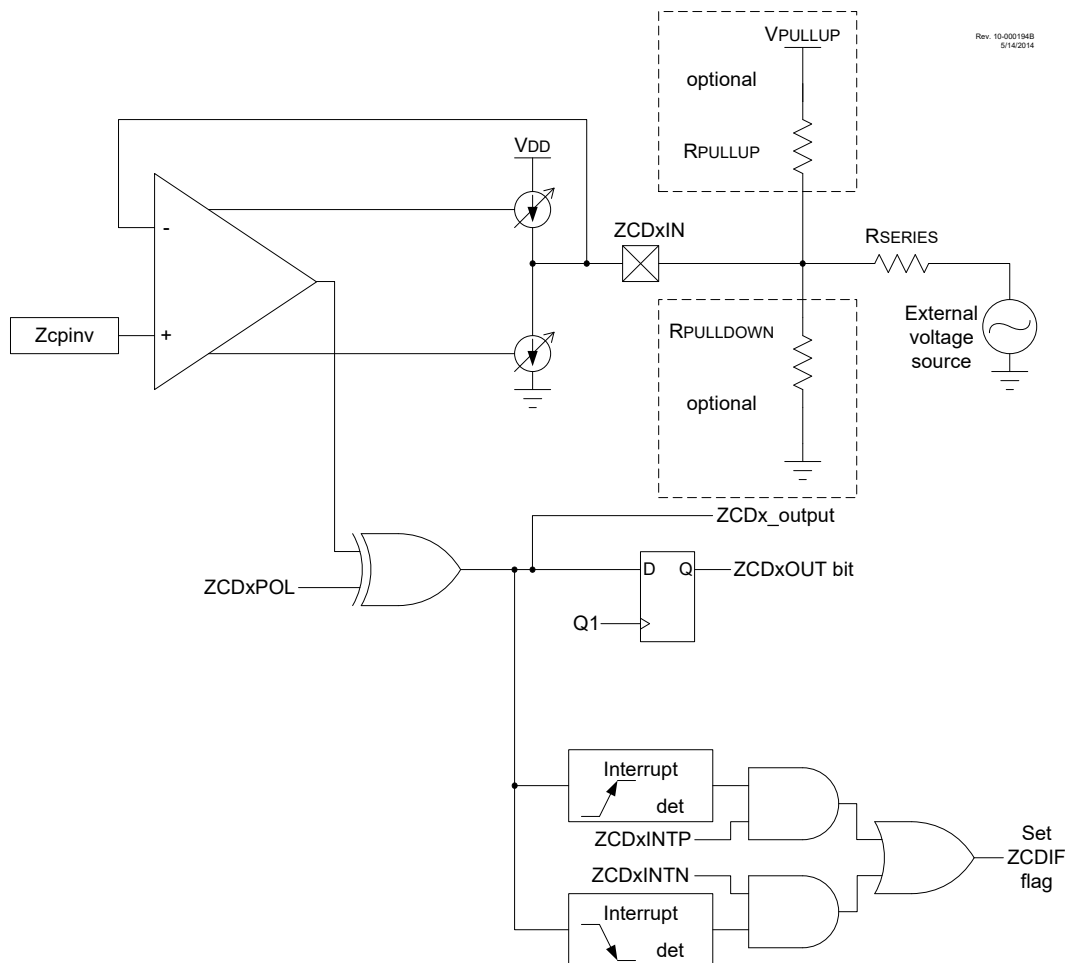 VPULLUP
Rev. 10-000194B
5/14/2014
optional
VDD
RPULLUP
-
ZCDxIN
RSERIES
Zcpinv
+
RPULLDOWN
External
voltage
source
optional
ZCDx_output
ZCDxPOL
D Q
ZCDxOUT bit
Q1
Interrupt
det
ZCDxINTP
Set
ZCDIF
flag
ZCDxINTN
Interrupt
det